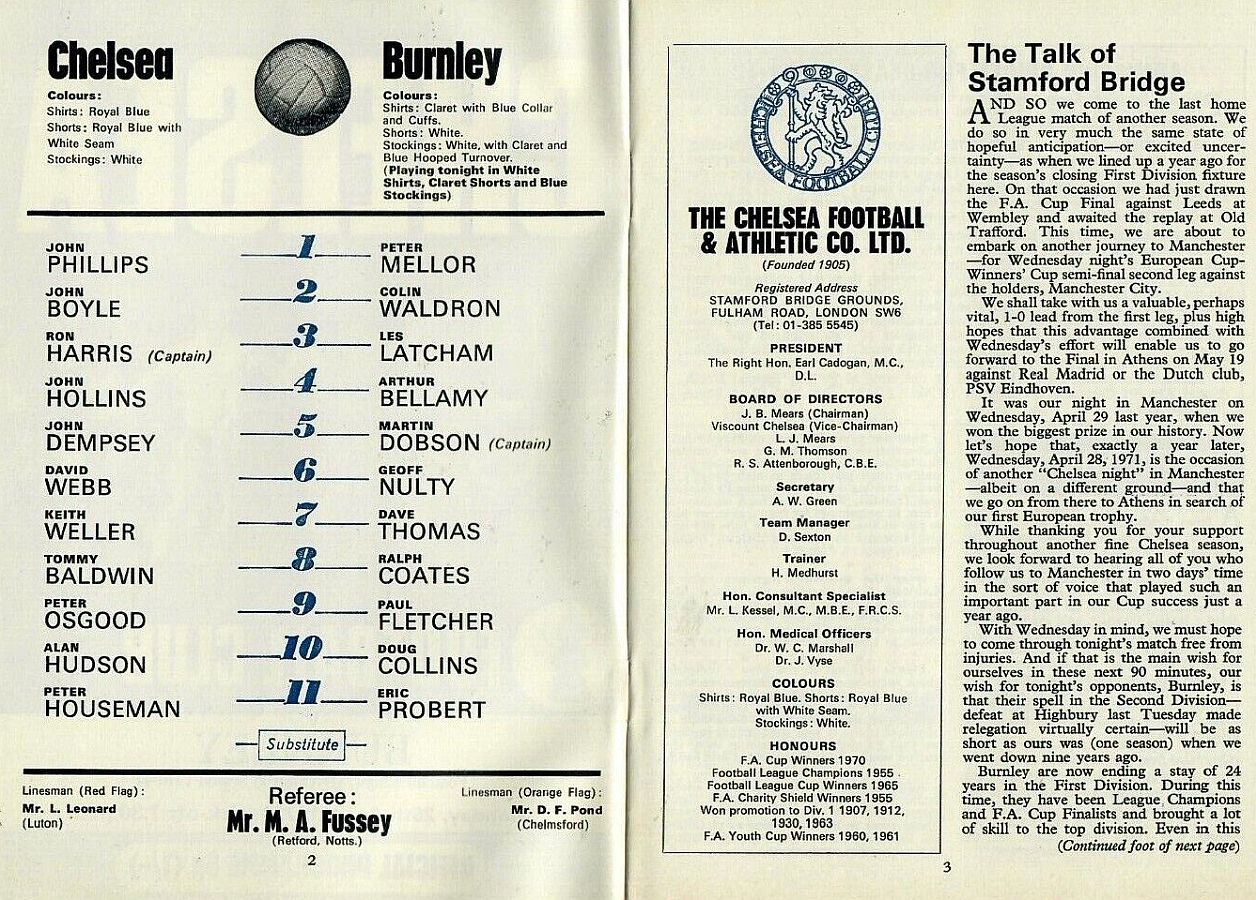 Chelsea
Colours:
Shirts: Royal Blue
Shorts: Royal Blue with
White Seam
Stockings: White
Burnley
Colours:
Shirts: Claret with Blue Collar
and Cuffs.
Shorts: White.
Stockings: White, with Claret and
Blue Hooped Turnover.
(Playing tonight in White
Shirts, Claret Shorts and Blue
Stockings)
JOHN
PHILLIPS
1
PETER
MELLOR
JOHN
BOYLE
2
COLIN
WALDRON
RON
HARRIS (Captain)
3
LES
LATCHAM
JOHN
HOLLINS
4
ARTHUR
BELLAMY
JOHN
DEMPSEY
5
MARTIN
DOBSON (Captain)
DAVID
WEBB
6
GEOFF
NULTY
KEITH
WELLER
7
DAVE
THOMAS
TOMMY
BALDWIN
8
RALPH
COATES
PETER
OSGOOD
9
PAUL
FLETCHER
ALAN
HUDSON
10
DOUG
COLLINS
PETER
HOUSEMAN
11
ERIC
PROBERT
Substitute
Linesman (Red Flag):
Mr. L. Leonard
(Luton)
Referee:
Mr. M. A. Fussey
(Retford, Notts.)
Linesman (Orange Flag):
Mr. D. F. Pond
(Chelmsford)
2
CHELSEA FOOTBALL CLUB
THE CHELSEA FOOTBALL
& ATHLETIC CO. LTD.
(Founded 1905)
Registered Address
STAMFORD BRIDGE GROUNDS,
FULHAM ROAD, LONDON SW6
(Tel: 01-385 5545)
PRESIDENT
The Right Hon. Earl Cadogan, M.C.,
D.L.
BOARD OF DIRECTORS
J. B. Mears (Chairman)
Viscount Chelsea (Vice-Chairman)
L. J. Mears
G. M. Thomson
R. S. Attenborough, C.B.E.
Secretary
A. W. Green
Team Manager
D. Sexton
Trainer
H. Medhurst
Hon. Consultant Specialist
Mr. L. Kessel, M.C., M.B.E., F.R.C.S.
Hon. Medical Officers
Dr. W. C. Marshall
Dr. J. Vyse
COLOURS
Shirts: Royal Blue. Shorts: Royal Blue
with White Seam.
Stockings: White.
HONOURS
F.A. Cup Winners 1970
Football League Champions 1955
Football League Cup Winners 1965
F.A. Charity Shield Winners 1955
Won promotion to Div. 1 1907, 1912,
1930, 1963
F.A. Youth Cup Winners 1960, 1961
The Talk of
Stamford Bridge
AND SO we come to the last home
League match of another season. We
do so in very much the same state of
hopeful anticipation—or excited uncer-
tainty—as when we lined up a year ago for
the season's closing First Division fixture
here. On that occasion we had just drawn
the F.A. Cup Final against Leeds at
Wembley and awaited the replay at Old
Trafford. This time, we are about to
embark on another journey to Manchester
—for Wednesday night's European Cup-
Winners' Cup semi-final second leg against
the holders, Manchester City.
We shall take with us a valuable, perhaps
vital, 1-0 lead from the first leg, plus high
hopes that this advantage combined with
Wednesday's effort will enable us to go
forward to the Final in Athens on May 19
against Real Madrid or the Dutch club,
PSV Eindhoven.
It was our night in Manchester on
Wednesday, April 29 last year, when we
won the biggest prize in our history. Now
let's hope that, exactly a year later,
Wednesday, April 28, 1971, is the occasion
of another "Chelsea night" in Manchester
—albeit on a different ground—and that
we go on from there to Athens in search of
our first European trophy.
While thanking you for your support
throughout another fine Chelsea season,
we look forward to hearing all of you who
follow us to Manchester in two days' time
in the sort of voice that played such an
important part in our Cup success just a
year ago.
With Wednesday in mind, we must hope
to come through tonight's match free from
injuries. And if that is the main wish for
ourselves in these next 90 minutes, our
wish for tonight's opponents, Burnley, is
that their spell in the Second Division—
defeat at Highbury last Tuesday made
relegation virtually certain—will be as
short as ours was (one season) when we
went down nine years ago.
Burnley are now ending a stay of 24
years in the First Division. During this
time, they have been League Champions
and F.A. Cup Finalists and brought a lot
of skill to the top division. Even in this
(Continued foot of next page)
3